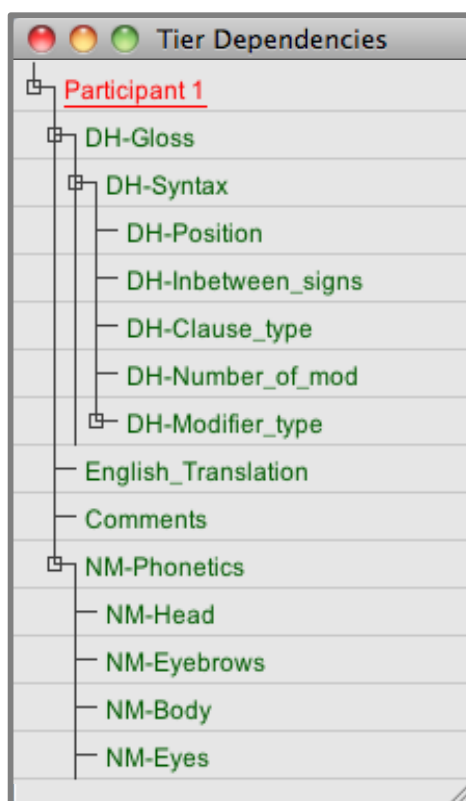 Tier Dependencies
Participant 1
DH-Gloss
DH-Syntax
DH-Position
DH-Inbetween_signs
DH-Clause_type
DH-Number_of_mod
DH-Modifier_type
English_Translation
Comments
NM-Phonetics
NM-Head
NM-Eyebrows
NM-Body
NM-Eyes